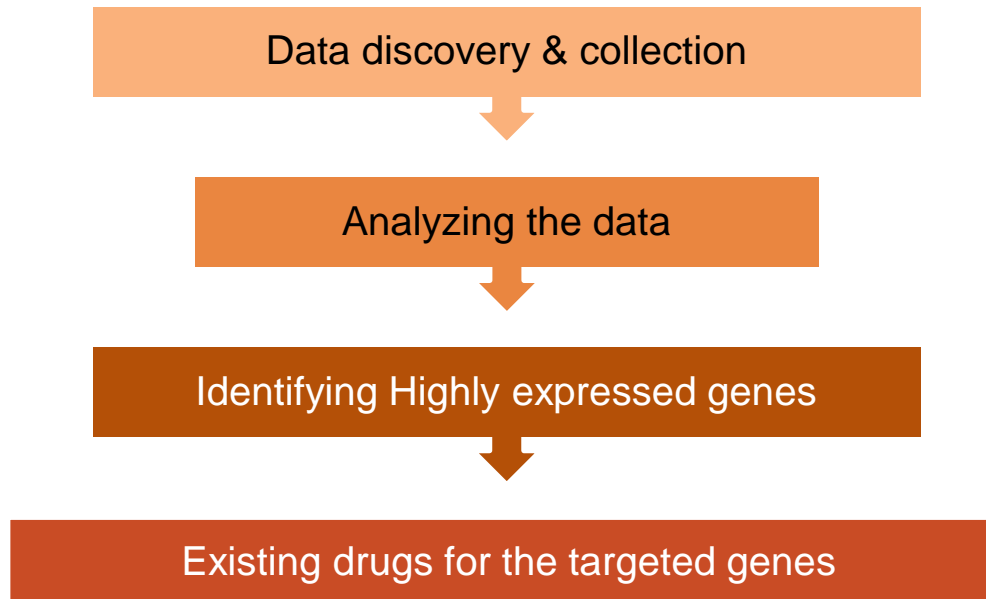 Data discovery & collection
Analyzing the data
Identifying Highly expressed genes
Existing drugs for the targeted genes